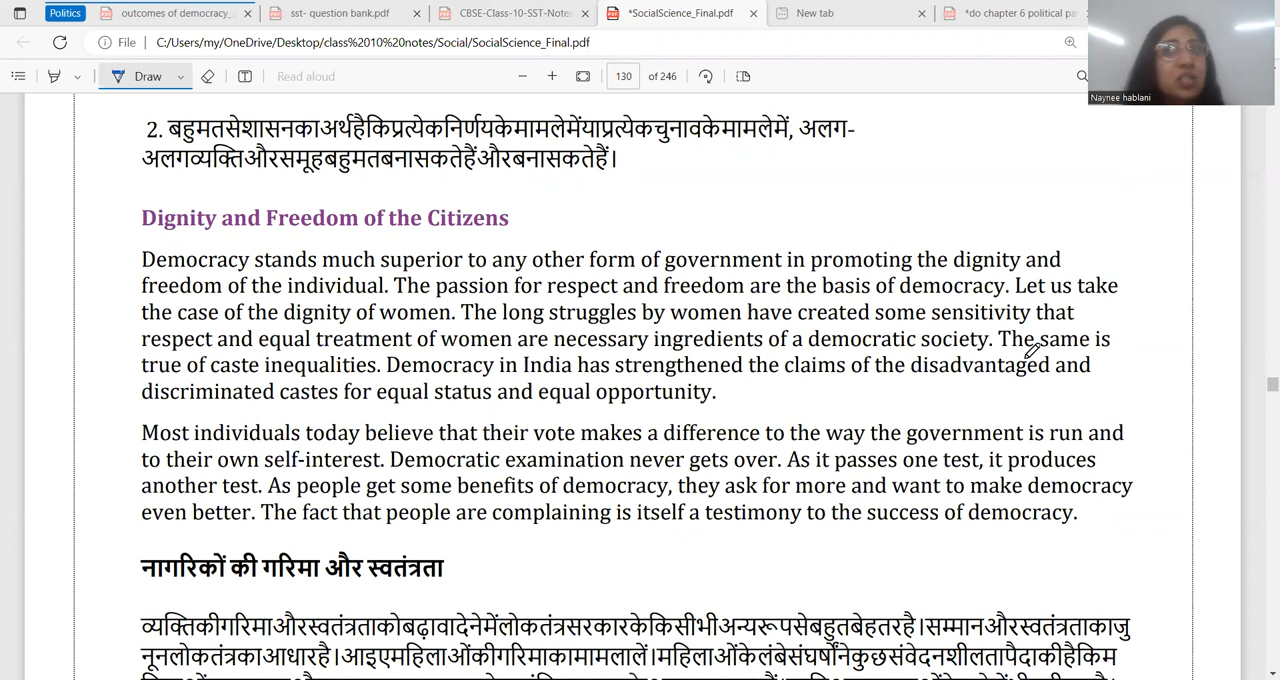 Politics
outcomes of democracy_
sst- question bank.pdf
CBSE-Class-10-SST-Notes
*SocialScience_Final.pdf
New tab
*do chapter 6 political pa
File
C:/Users/my/OneDrive/Desktop/class%2010%20notes/Social/SocialScience_Final.pdf
Draw
Read aloud
130
of 246
Naynee hablani
2. बहुमतसेशासनकाअर्थहैकिप्रत्येकनिर्णयकेमामलेमेंयाप्रत्येकचुनावकेमामलेमें, अलग-
अलगव्यक्तिऔरसमूहबहुमतबनासकतेहैंऔरबनासकतेहैं।
Dignity and Freedom of the Citizens
Democracy stands much superior to any other form of government in promoting the dignity and
freedom of the individual. The passion for respect and freedom are the basis of democracy. Let us take
the case of the dignity of women. The long struggles by women have created some sensitivity that
respect and equal treatment of women are necessary ingredients of a democratic society. The same is
true of caste inequalities. Democracy in India has strengthened the claims of the disadvantaged and
discriminated castes for equal status and equal opportunity.
Most individuals today believe that their vote makes a difference to the way the government is run and
to their own self-interest. Democratic examination never gets over. As it passes one test, it produces
another test. As people get some benefits of democracy, they ask for more and want to make democracy
even better. The fact that people are complaining is itself a testimony to the success of democracy.
नागरिकों की गरिमा और स्वतंत्रता
व्यक्तिकीगरिमाऔरस्वतंत्रताकोबढ़ावादेनेमेंलोकतंत्रसरकारकेकिसीभीअन्यरूपसेबहुतबेहतरहै।सम्मानऔरस्वतंत्रताकाजु
नूनलोकतंत्रकाआधारहै।आइएमहिलाओंकीगरिमाकामामलालें।महिलाओंकेलंबेसंघर्षोंनेकुछसंवेदनशीलतापैदाकीहैकिम